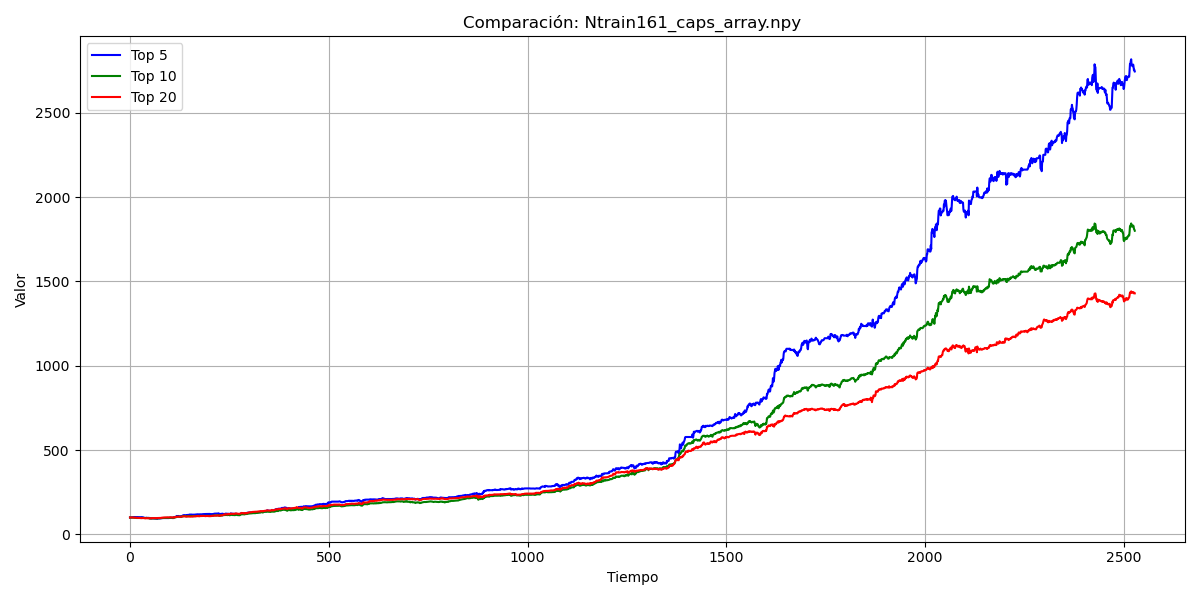 Comparación: Ntrain161_caps_array.npy
Top 5
Top 10
Top 20
Valor
2500
2000
1500
1000
500
0
0 500 1000 1500 2000 2500
Tiempo